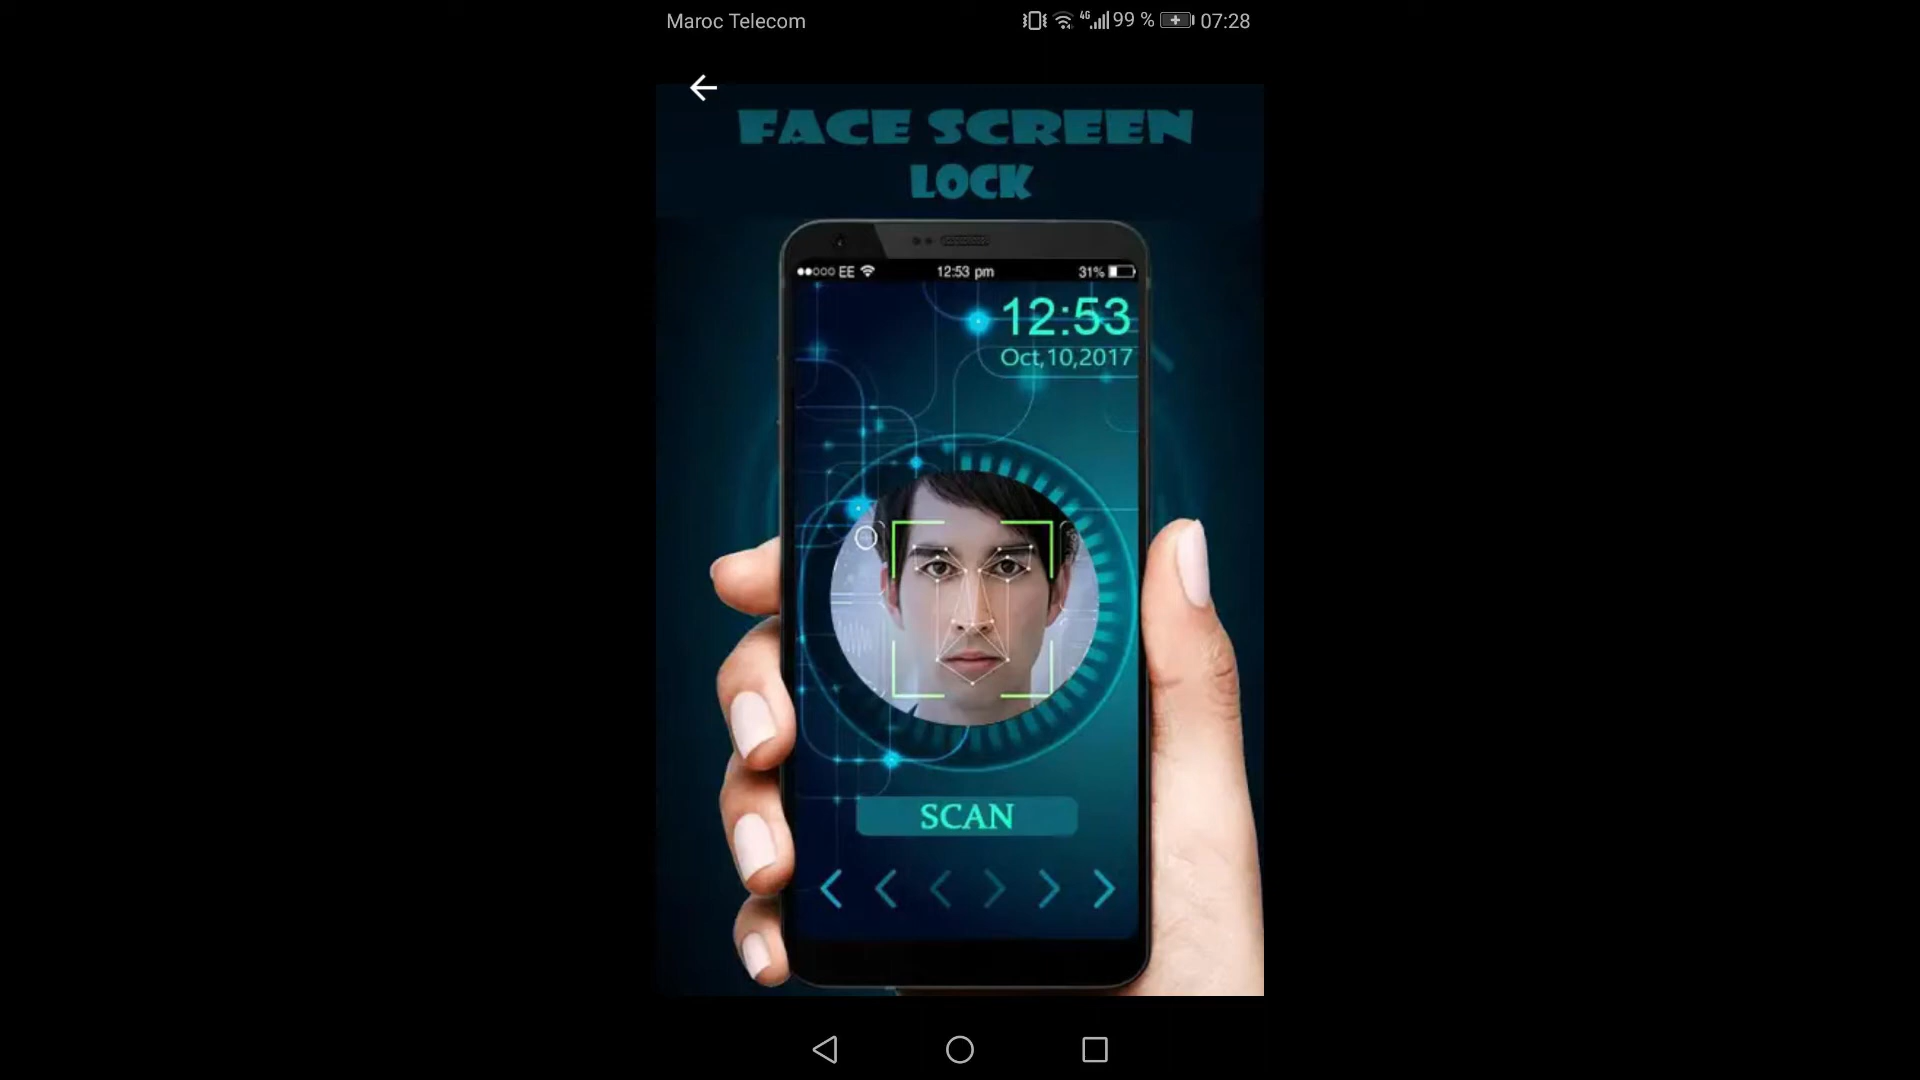 Maroc Telecom 4G 99 % 07:28
FACE SCREEN
LOCK
EE 12:53 pm 31%
12:53
Oct,10,2017
SCAN